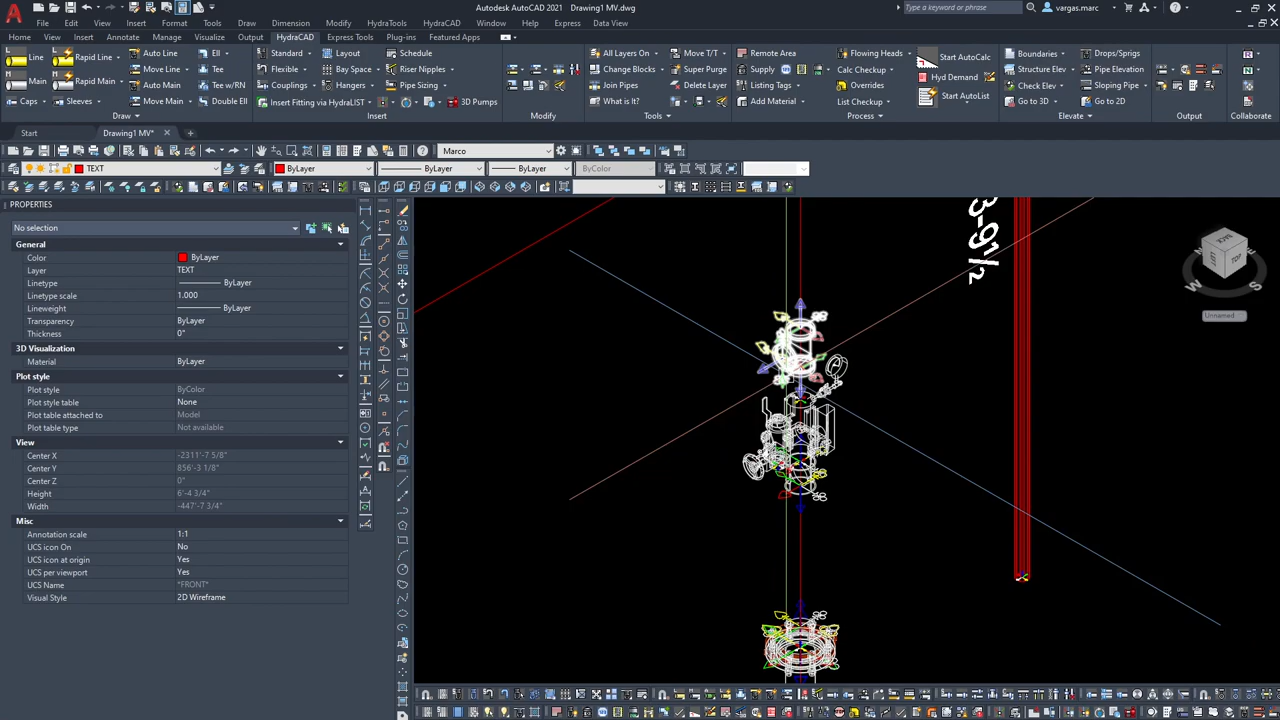 Autodesk AutoCAD 2021   Drawing1 MV.dwg
Type a keyword or phrase
vargas.marc
File Edit View Insert Format Tools Draw Dimension Modify HydraTools HydraCAD Window Help Express Data View
Home View Insert Annotate Manage Visualize Output HydraCAD Express Tools Plug-ins Featured Apps
Line Rapid Line Auto Line Ell Standard Layout Schedule All Layers On Move T/T Remote Area Flowing Heads Start AutoCalc Boundaries Drops/Sprigs
Move Line Tee Flexible Bay Space Riser Nipples Change Blocks Super Purge Supply Calc Checkup Structure Elev Pipe Elevation
Main Rapid Main Auto Main Tee w/RN Couplings Hangers Pipe Sizing Join Pipes Delete Layer Listing Tags Overrides Hyd Demand Check Elev Sloping Pipe
Caps Sleeves Move Main Double Ell Insert Fitting via HydraLIST 3D Pumps What is It? Add Material List Checkup Start AutoList Go to 3D Go to 2D
Draw Insert Modify Tools Process Elevate Output Collaborate
Start Drawing1 MV*
Marco
TEXT ByLayer ByLayer ByLayer ByColor
PROPERTIES
No selection
General
Color ByLayer
Layer TEXT
Linetype ByLayer
Linetype scale 1.000
Lineweight ByLayer
Transparency ByLayer
Thickness 0"
3D Visualization
Material ByLayer
Plot style
Plot style ByColor
Plot style table None
Plot table attached to Model
Plot table type Not available
View
Center X -2311'-7 5/8"
Center Y 856'-3 1/8"
Center Z 0"
Height 6'-4 3/4"
Width -447'-7 3/4"
Misc
Annotation scale 1:1
UCS icon On No
UCS icon at origin Yes
UCS per viewport Yes
UCS Name *FRONT*
Visual Style 2D Wireframe
3-9½
TOP
W
S
Unnamed